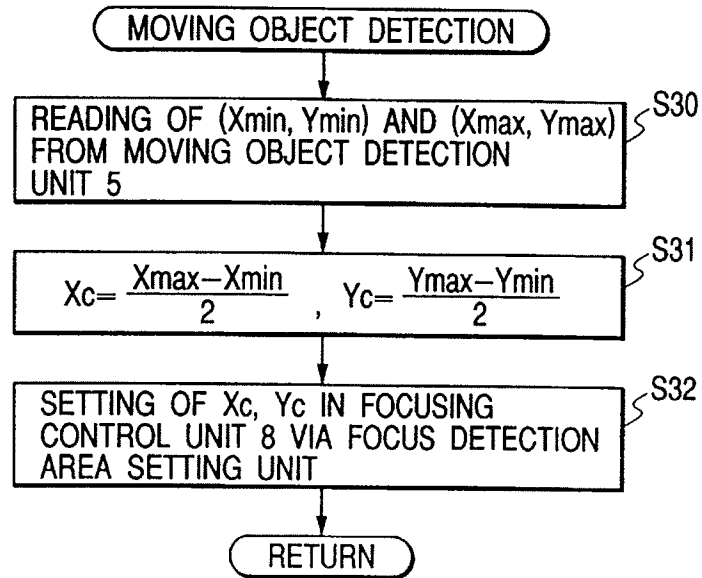 MOVING OBJECT DETECTION
S30
READING OF (Xmin, Ymin) AND (Xmax, Ymax)
FROM MOVING OBJECT DETECTION
UNIT 5
S31
Xc= Xmax−Xmin / 2 , Yc= Ymax−Ymin / 2
S32
SETTING OF Xc, Yc IN FOCUSING
CONTROL UNIT 8 VIA FOCUS DETECTION
AREA SETTING UNIT
RETURN